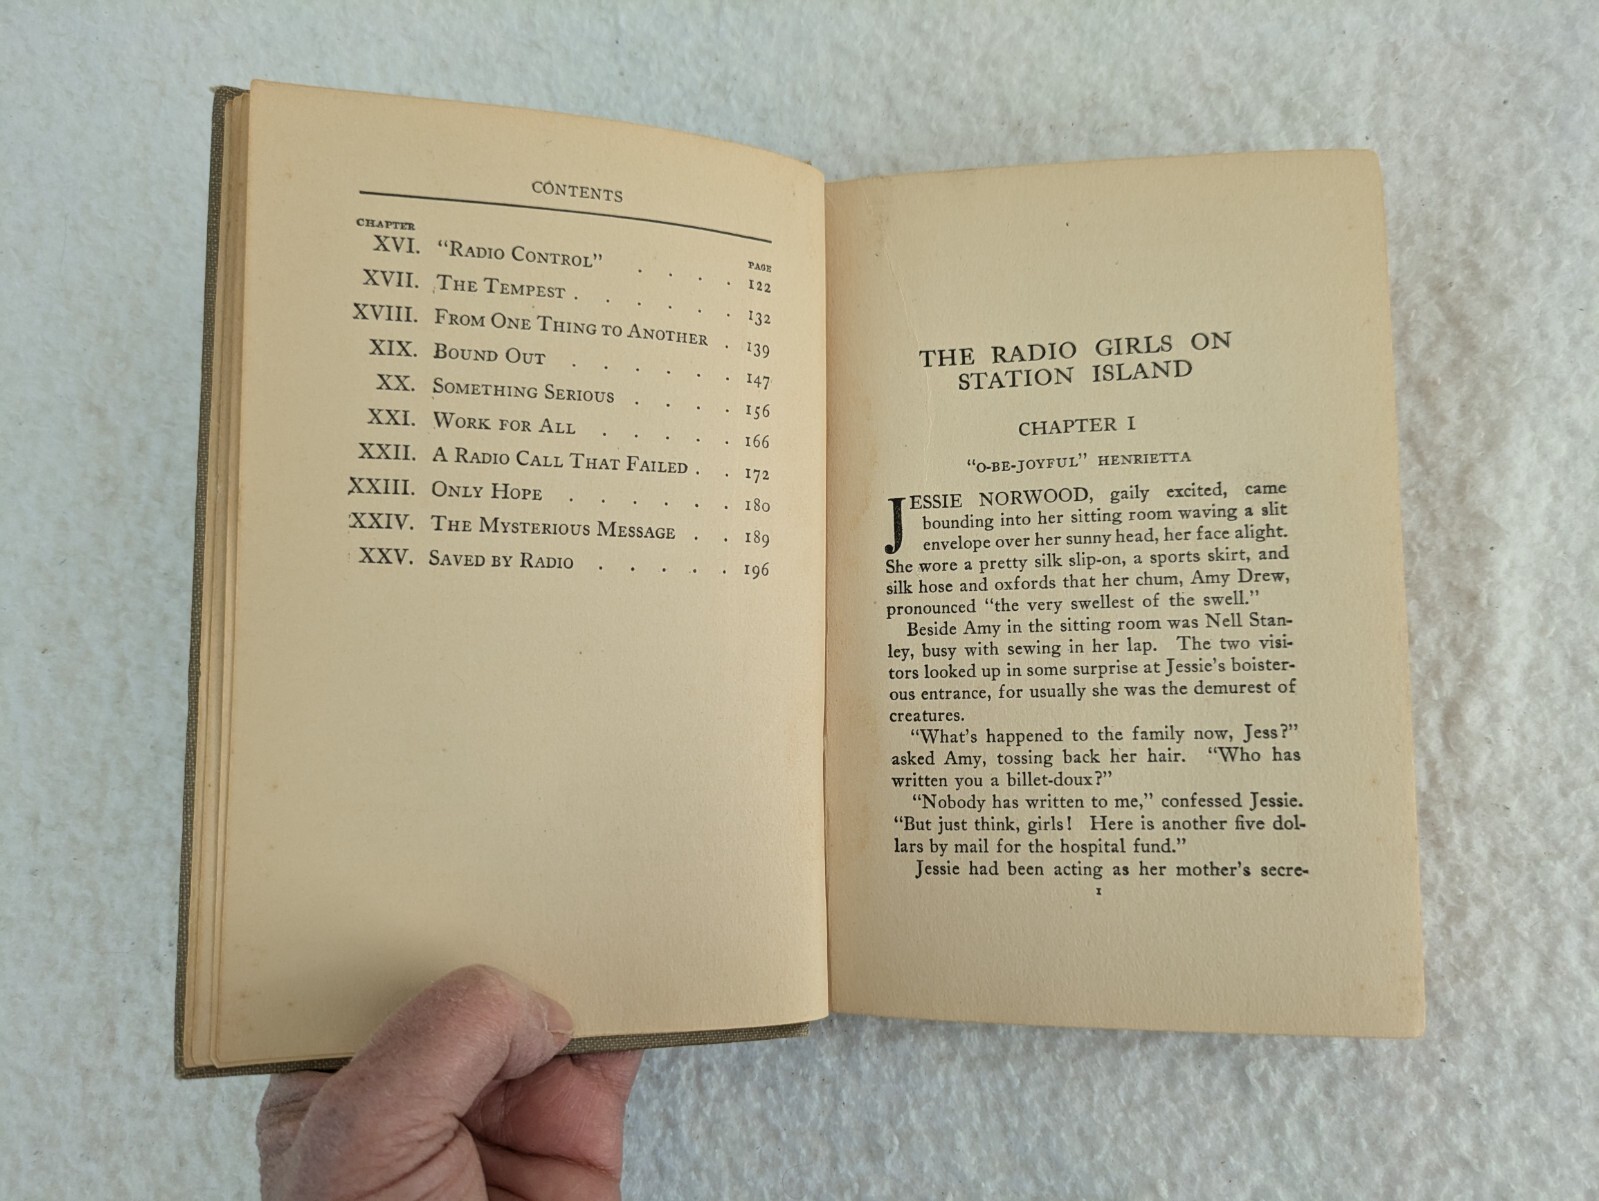 CONTENTS
CHAPTER
PAGE
XVI. "Radio Control" . . . . 122
XVII. The Tempest . . . . . . 132
XVIII. From One Thing to Another . 139
XIX. Bound Out . . . . . . 147
XX. Something Serious . . . . 156
XXI. Work for All . . . . . 166
XXII. A Radio Call That Failed . . 172
XXIII. Only Hope . . . . . . 180
XXIV. The Mysterious Message . . 189
XXV. Saved by Radio . . . . . 196
THE RADIO GIRLS ON
STATION ISLAND
CHAPTER I
"O-BE-JOYFUL" HENRIETTA
JESSIE NORWOOD, gaily excited, came
bounding into her sitting room waving a slit
envelope over her sunny head, her face alight.
She wore a pretty silk slip-on, a sports skirt, and
silk hose and oxfords that her chum, Amy Drew,
pronounced "the very swellest of the swell."
Beside Amy in the sitting room was Nell Stan-
ley, busy with sewing in her lap. The two visi-
tors looked up in some surprise at Jessie's boister-
ous entrance, for usually she was the demurest of
creatures.
"What's happened to the family now, Jess?"
asked Amy, tossing back her hair. "Who has
written you a billet-doux?"
"Nobody has written to me," confessed Jessie.
"But just think, girls! Here is another five dol-
lars by mail for the hospital fund."
Jessie had been acting as her mother's secre-
1